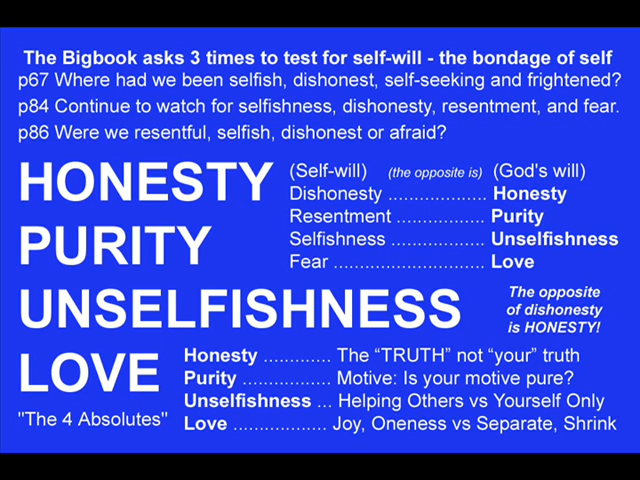 The Bigbook asks 3 times to test for self-will - the bondage of self
p67 Where had we been selfish, dishonest, self-seeking and frightened?
p84 Continue to watch for selfishness, dishonesty, resentment, and fear.
p86 Were we resentful, selfish, dishonest or afraid?
HONESTY
PURITY
UNSELFISHNESS
LOVE
"The 4 Absolutes"
(Self-will) (the opposite is) (God's will)
Dishonesty ................... Honesty
Resentment ................ Purity
Selfishness ................. Unselfishness
Fear ............................ Love
The opposite
of dishonesty
is HONESTY!
Honesty ............. The “TRUTH” not “your” truth
Purity ................. Motive: Is your motive pure?
Unselfishness ... Helping Others vs Yourself Only
Love .................. Joy, Oneness vs Separate, Shrink